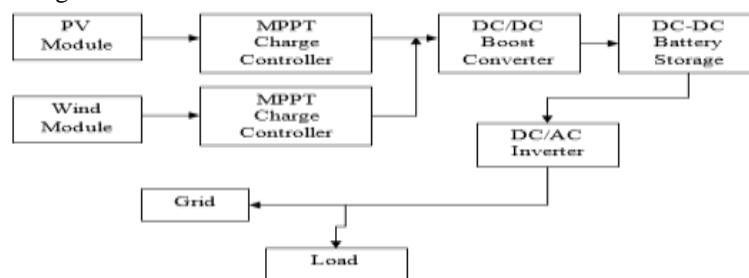 PV
Module
MPPT
Charge
Controller
DC/DC
Boost
Converter
DC-DC
Battery
Storage
Wind
Module
MPPT
Charge
Controller
DC/AC
Inverter
Grid
Load